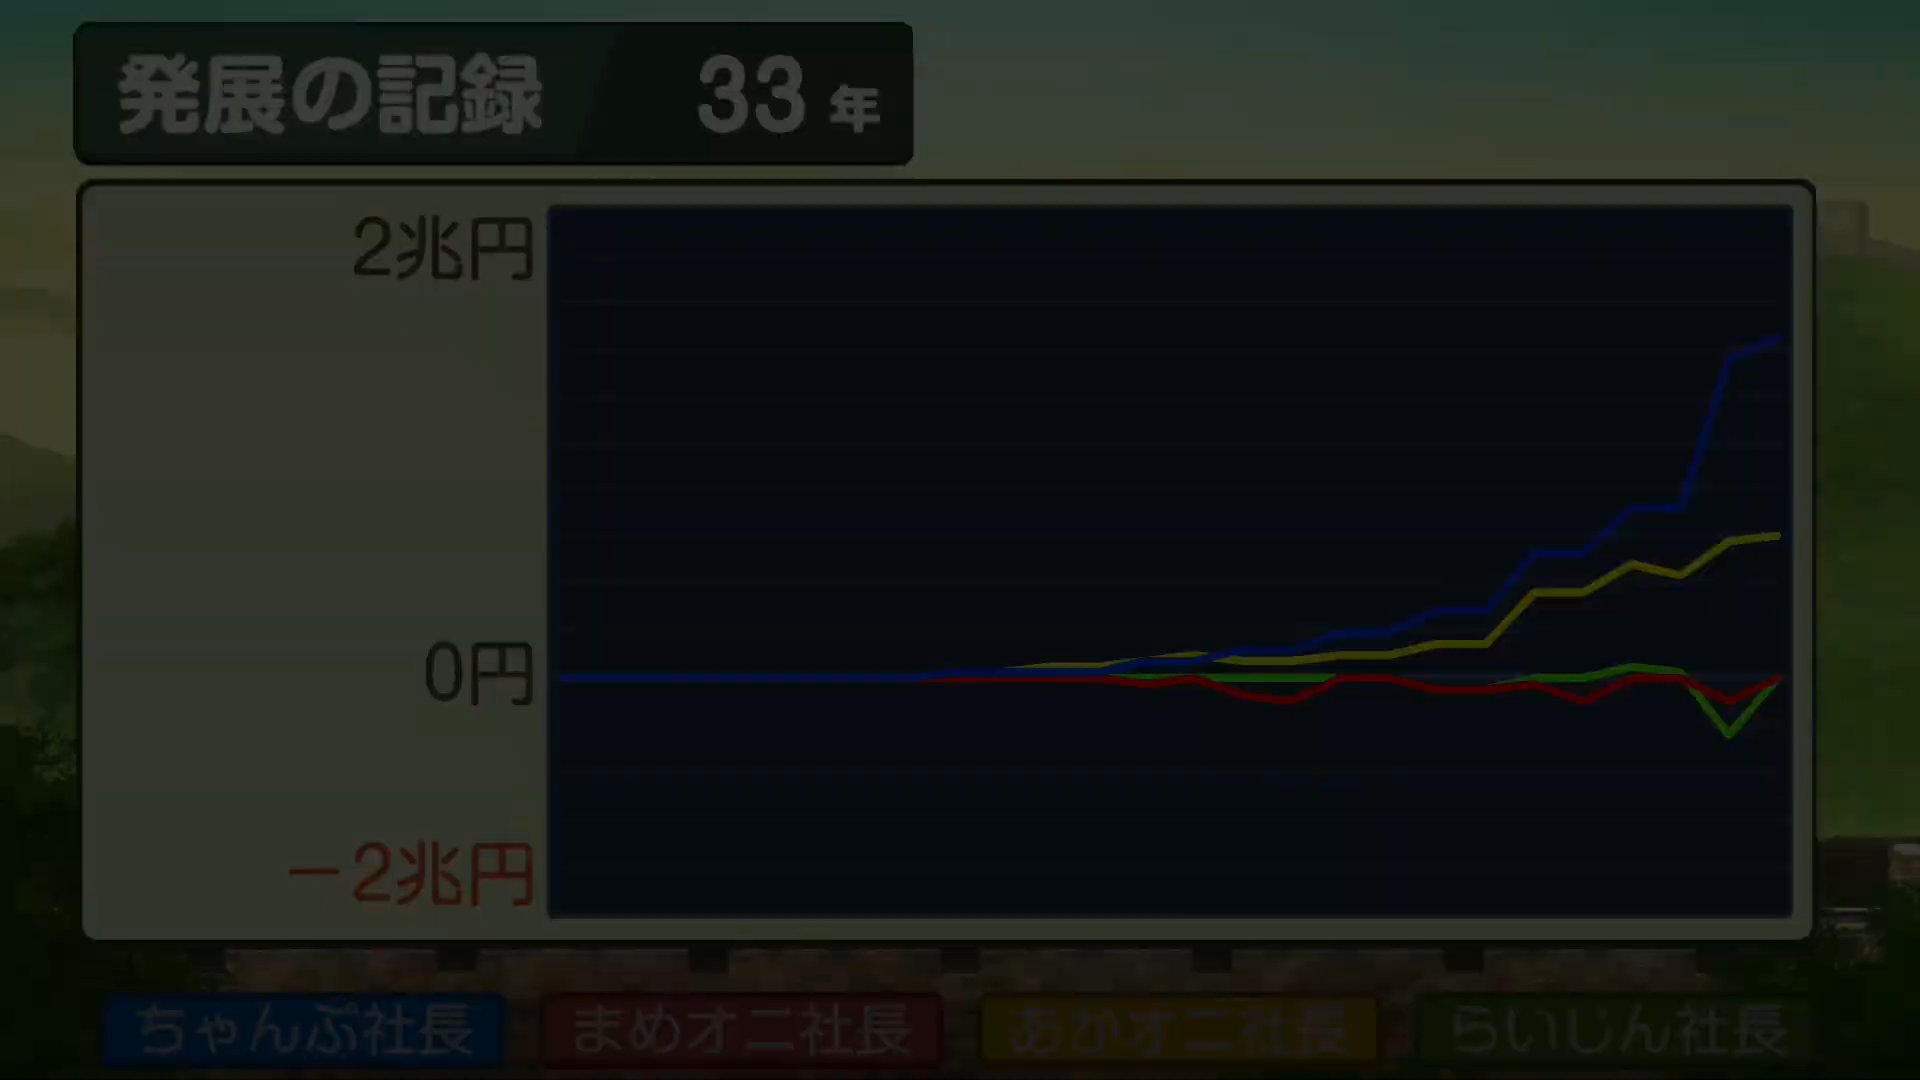 発展の記録 33年
2兆円
0円
－2兆円
ちゃんぷ社長 まめオニ社長 あかオニ社長 らいじん社長